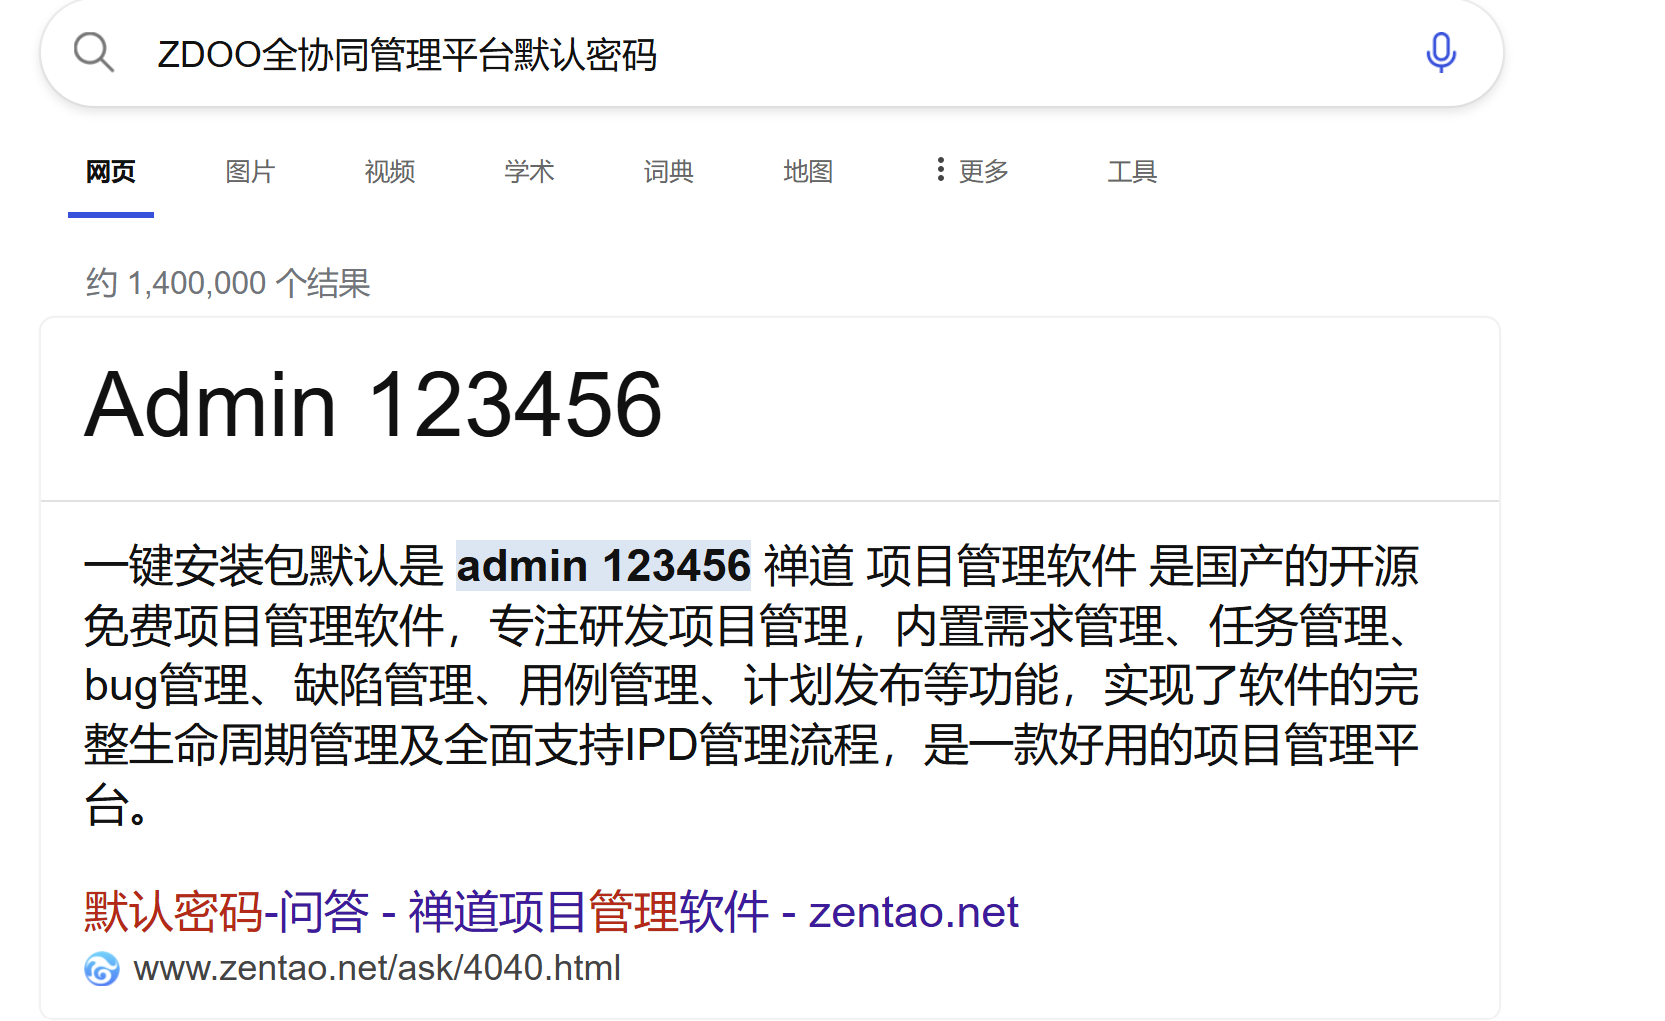 ZDOO全协同管理平台默认密码
网页 图片 视频 学术 词典 地图 更多 工具
约 1,400,000 个结果
Admin 123456
一键安装包默认是 admin 123456 禅道 项目管理软件 是国产的开源
免费项目管理软件，专注研发项目管理，内置需求管理、任务管理、
bug管理、缺陷管理、用例管理、计划发布等功能，实现了软件的完
整生命周期管理及全面支持IPD管理流程，是一款好用的项目管理平
台。
默认密码-问答 - 禅道项目管理软件 - zentao.net
www.zentao.net/ask/4040.html